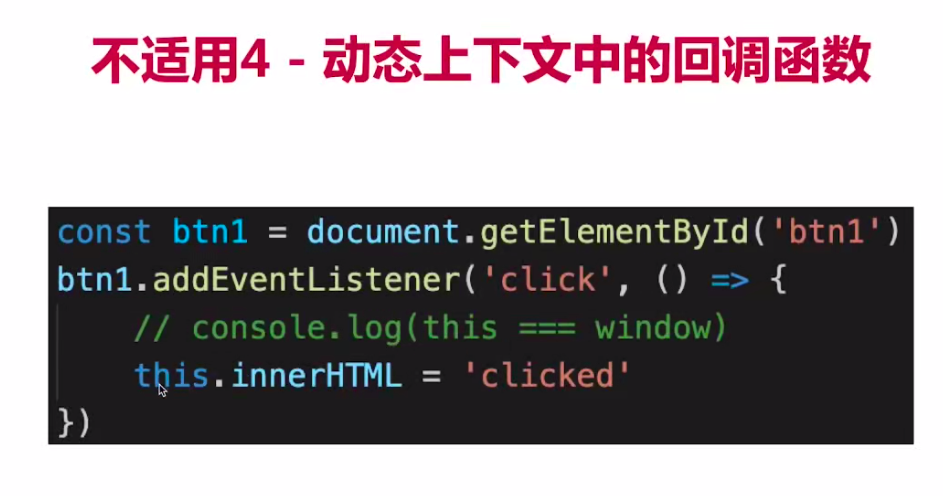 不适用4 - 动态上下文中的回调函数
const btn1 = document.getElementById('btn1')
btn1.addEventListener('click', () => {
    // console.log(this === window)
    this.innerHTML = 'clicked'
})